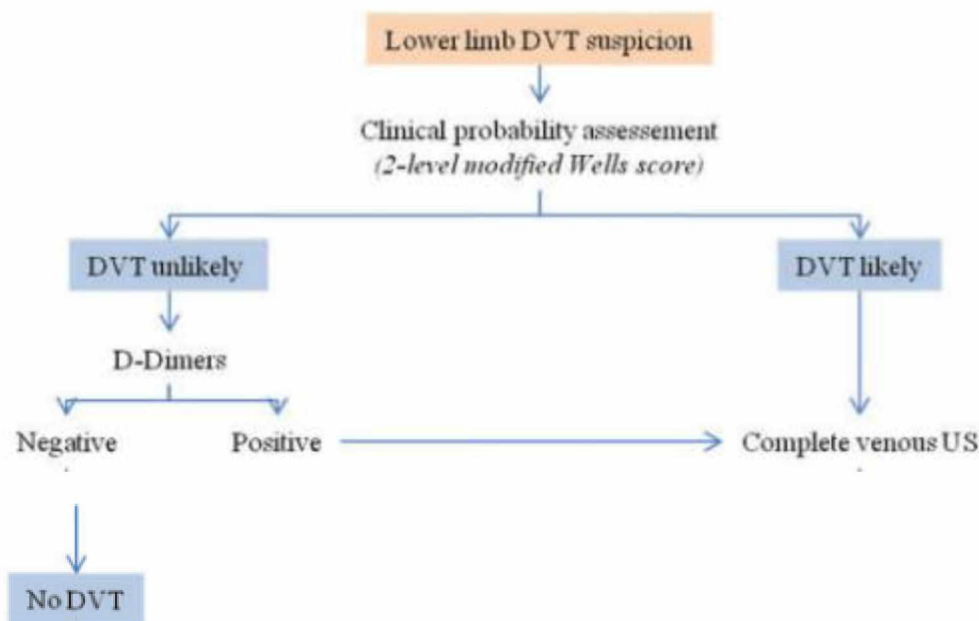 Lower limb DVT suspicion
Clinical probability assessement
(2-level modified Wells score)
DVT unlikely
DVT likely
D-Dimers
Negative
Positive
Complete venous US
No DVT